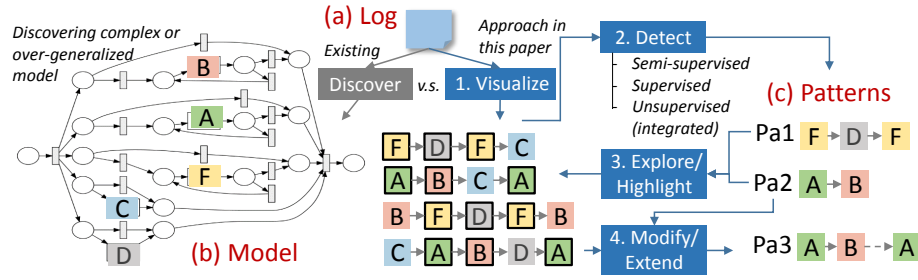 Discovering complex or
over-generalized
model
B
A
F
C
D
(b) Model
(a) Log
Existing
Approach in
this paper
Discover
v.s.
1. Visualize
2. Detect
Semi-supervised
Supervised
Unsupervised
(integrated)
F D F C
A B C A
B F D F B
C A B D A
3. Explore/
Highlight
4. Modify/
Extend
(c) Patterns
Pa1 F D F
Pa2 A B
Pa3 A B A